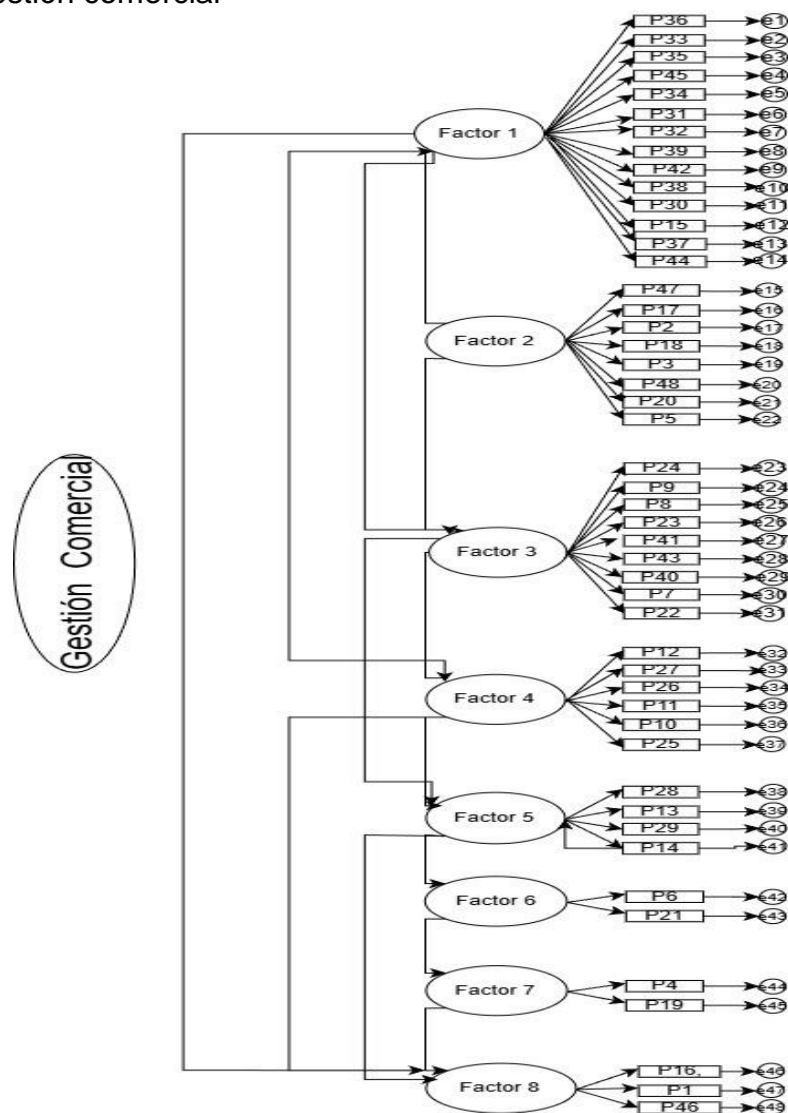 estión comercial
P36 e1
P33 e2
P35 e3
P45 e4
P34 e5
Factor 1
P31 e6
P32 e7
P39 e8
P42 e9
P38 e10
P30 e11
P15 e12
P37 e13
P44 e14
P47 e15
P17 e16
P2 e17
Factor 2
P18 e18
P3 e19
P48 e20
P20 e21
P5 e22
Gestión Comercial
P24 e23
P9 e24
P8 e25
P23 e26
Factor 3
P41 e27
P43 e28
P40 e29
P7 e30
P22 e31
P12 e32
P27 e33
P26 e34
Factor 4
P11 e35
P10 e36
P25 e37
P28 e38
P13 e39
Factor 5
P29 e40
P14 e41
P6 e42
Factor 6
P21 e43
P4 e44
Factor 7
P19 e45
P16, e46
Factor 8
P1 e47
P46 e48